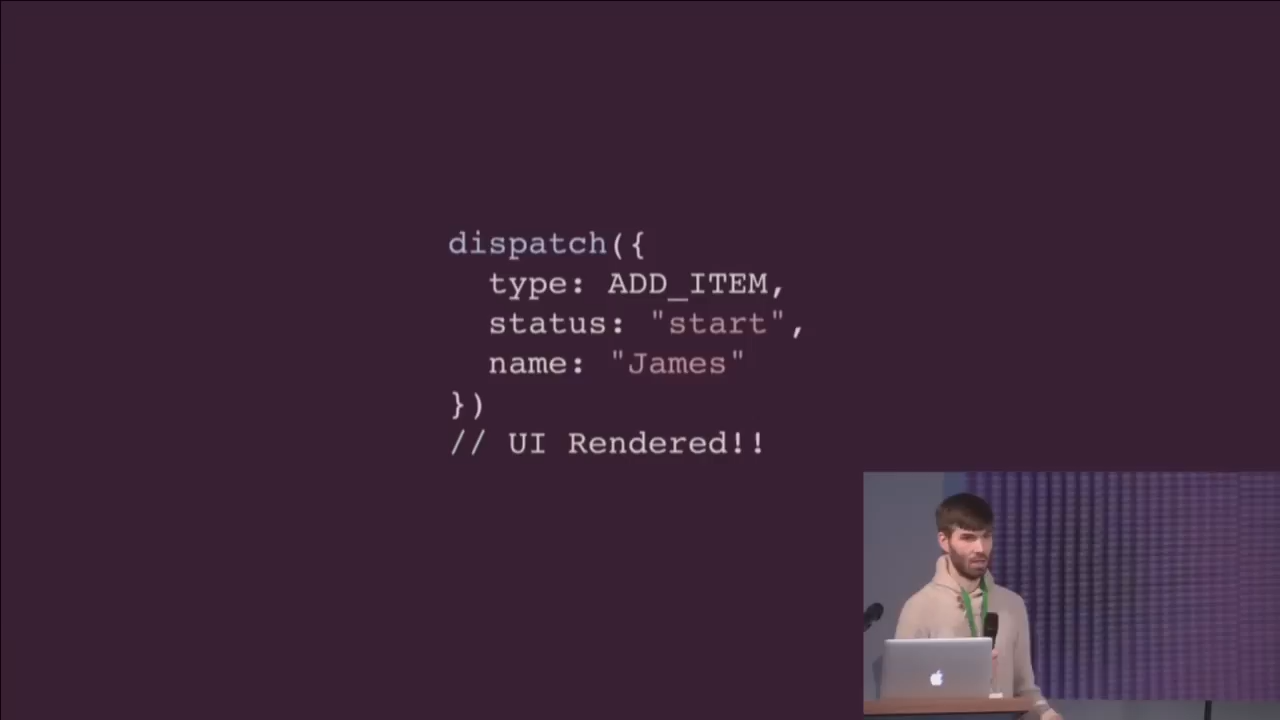 dispatch({
  type: ADD_ITEM,
  status: "start",
  name: "James"
})
// UI Rendered!!